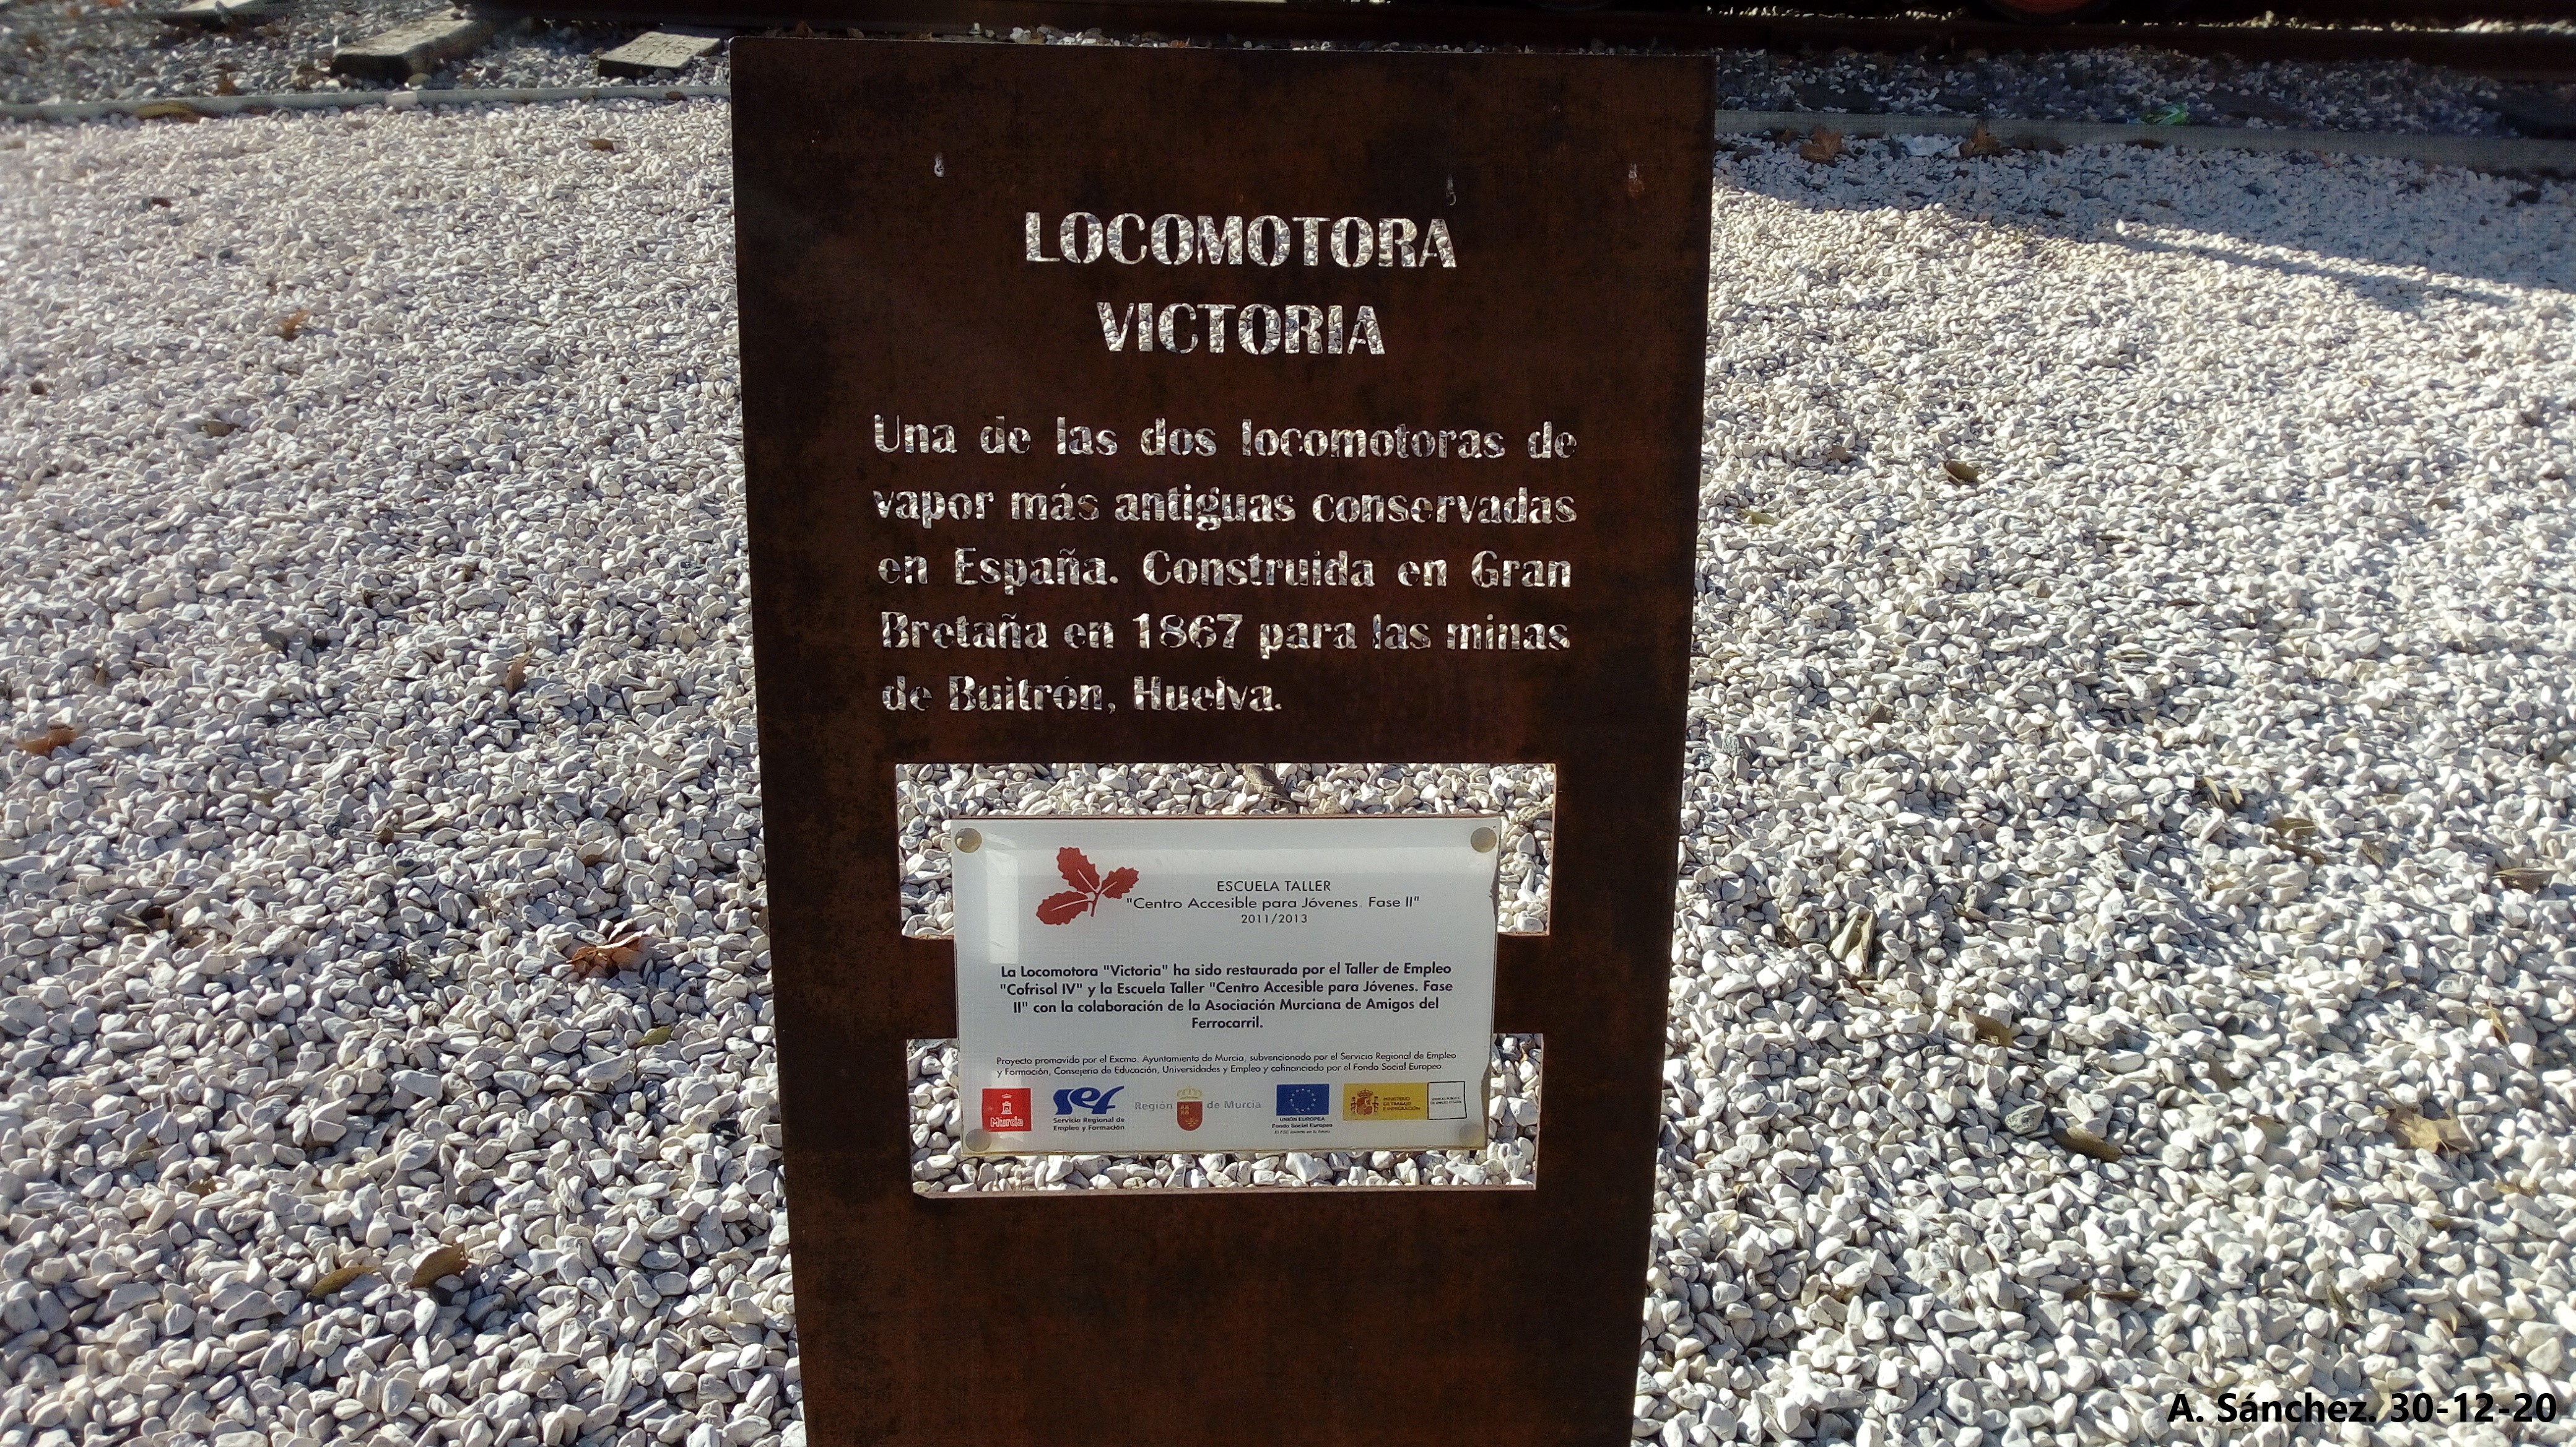 LOCOMOTORA
VICTORIA
Una de las dos locomotoras de
vapor más antiguas conservadas
en España. Construida en Gran
Bretaña en 1867 para las minas
de Buitrón, Huelva.
ESCUELA TALLER
"Centro Accesible para Jóvenes. Fase II"
2011/2013
La Locomotora "Victoria" ha sido restaurada por el Taller de Empleo
"Cofrisol IV" y la Escuela Taller "Centro Accesible para Jóvenes. Fase
II" con la colaboración de la Asociación Murciana de Amigos del
Ferrocarril.
Proyecto promovido por el Excmo. Ayuntamiento de Murcia, subvencionado por el Servicio Regional de Empleo
y Formación, Consejería de Educación, Universidades y Empleo y cofinanciado por el Fondo Social Europeo.
Murcia
sef
Servicio Regional de
Empleo y Formación
Región de Murcia
UNIÓN EUROPEA
Fondo Social Europeo
MINISTERIO
DE TRABAJO
E INMIGRACIÓN
A. Sánchez. 30-12-20